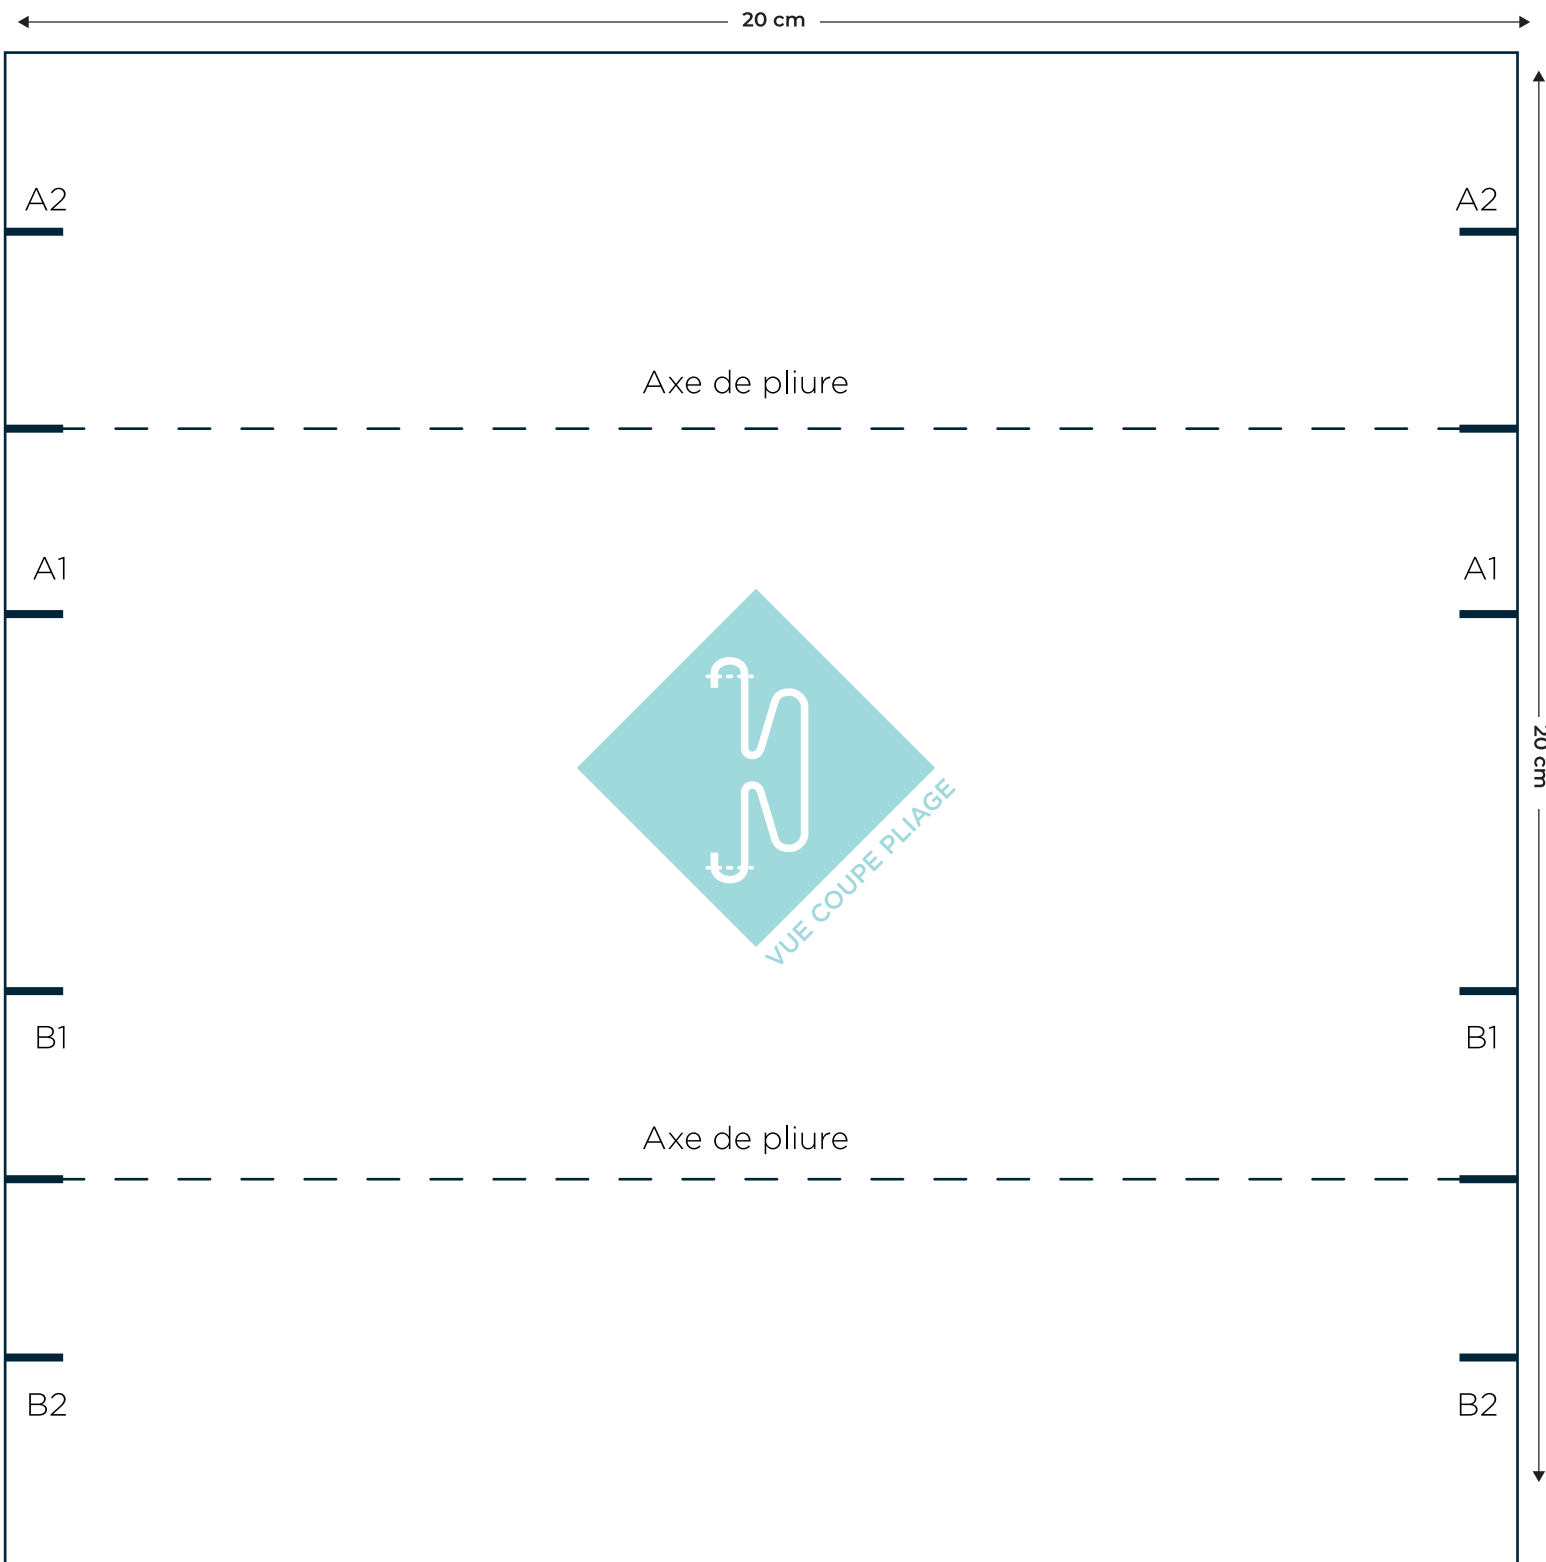 20 cm
A2 A2
Axe de pliure
A1 A1
20 cm
VUE COUPE PLIAGE
B1 B1
Axe de pliure
B2 B2